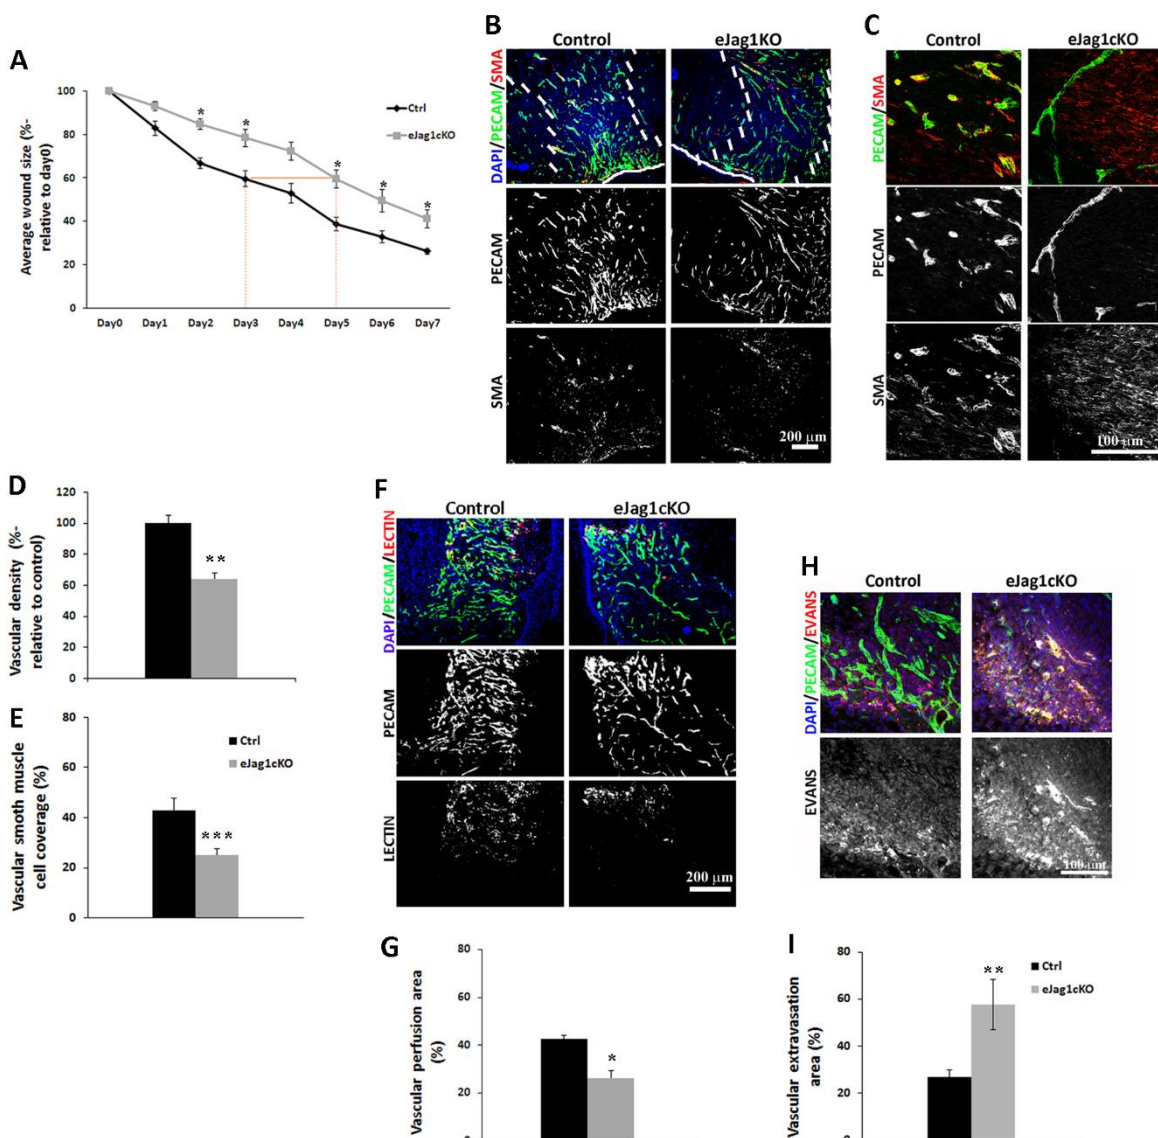 A
Average wound size (%-
relative to day0)
100
80
60
40
20
0
Day0 Day1 Day2 Day3 Day4 Day5 Day6 Day7
Ctrl
eJag1cKO
* * * * *
B
Control eJag1KO
DAPI/PECAM/SMA
PECAM
SMA
200 µm
C
Control eJag1cKO
PECAM/SMA
PECAM
SMA
100 µm
D
Vascular density (%-
relative to control)
120
100
80
60
40
20
0
**
E
Vascular smoth muscle
cell coverage (%)
80
60
40
20
0
Ctrl
eJag1cKO
***
F
Control eJag1cKO
DAPI/PECAM/LECTIN
PECAM
LECTIN
200 µm
G
Vascular perfusion area
(%)
80
60
40
20
*
H
Control eJag1cKO
DAPI/PECAM/EVANS
EVANS
100 µm
I
Vascular extravasation
area (%)
80
60
40
20
**
Ctrl
eJag1cKO